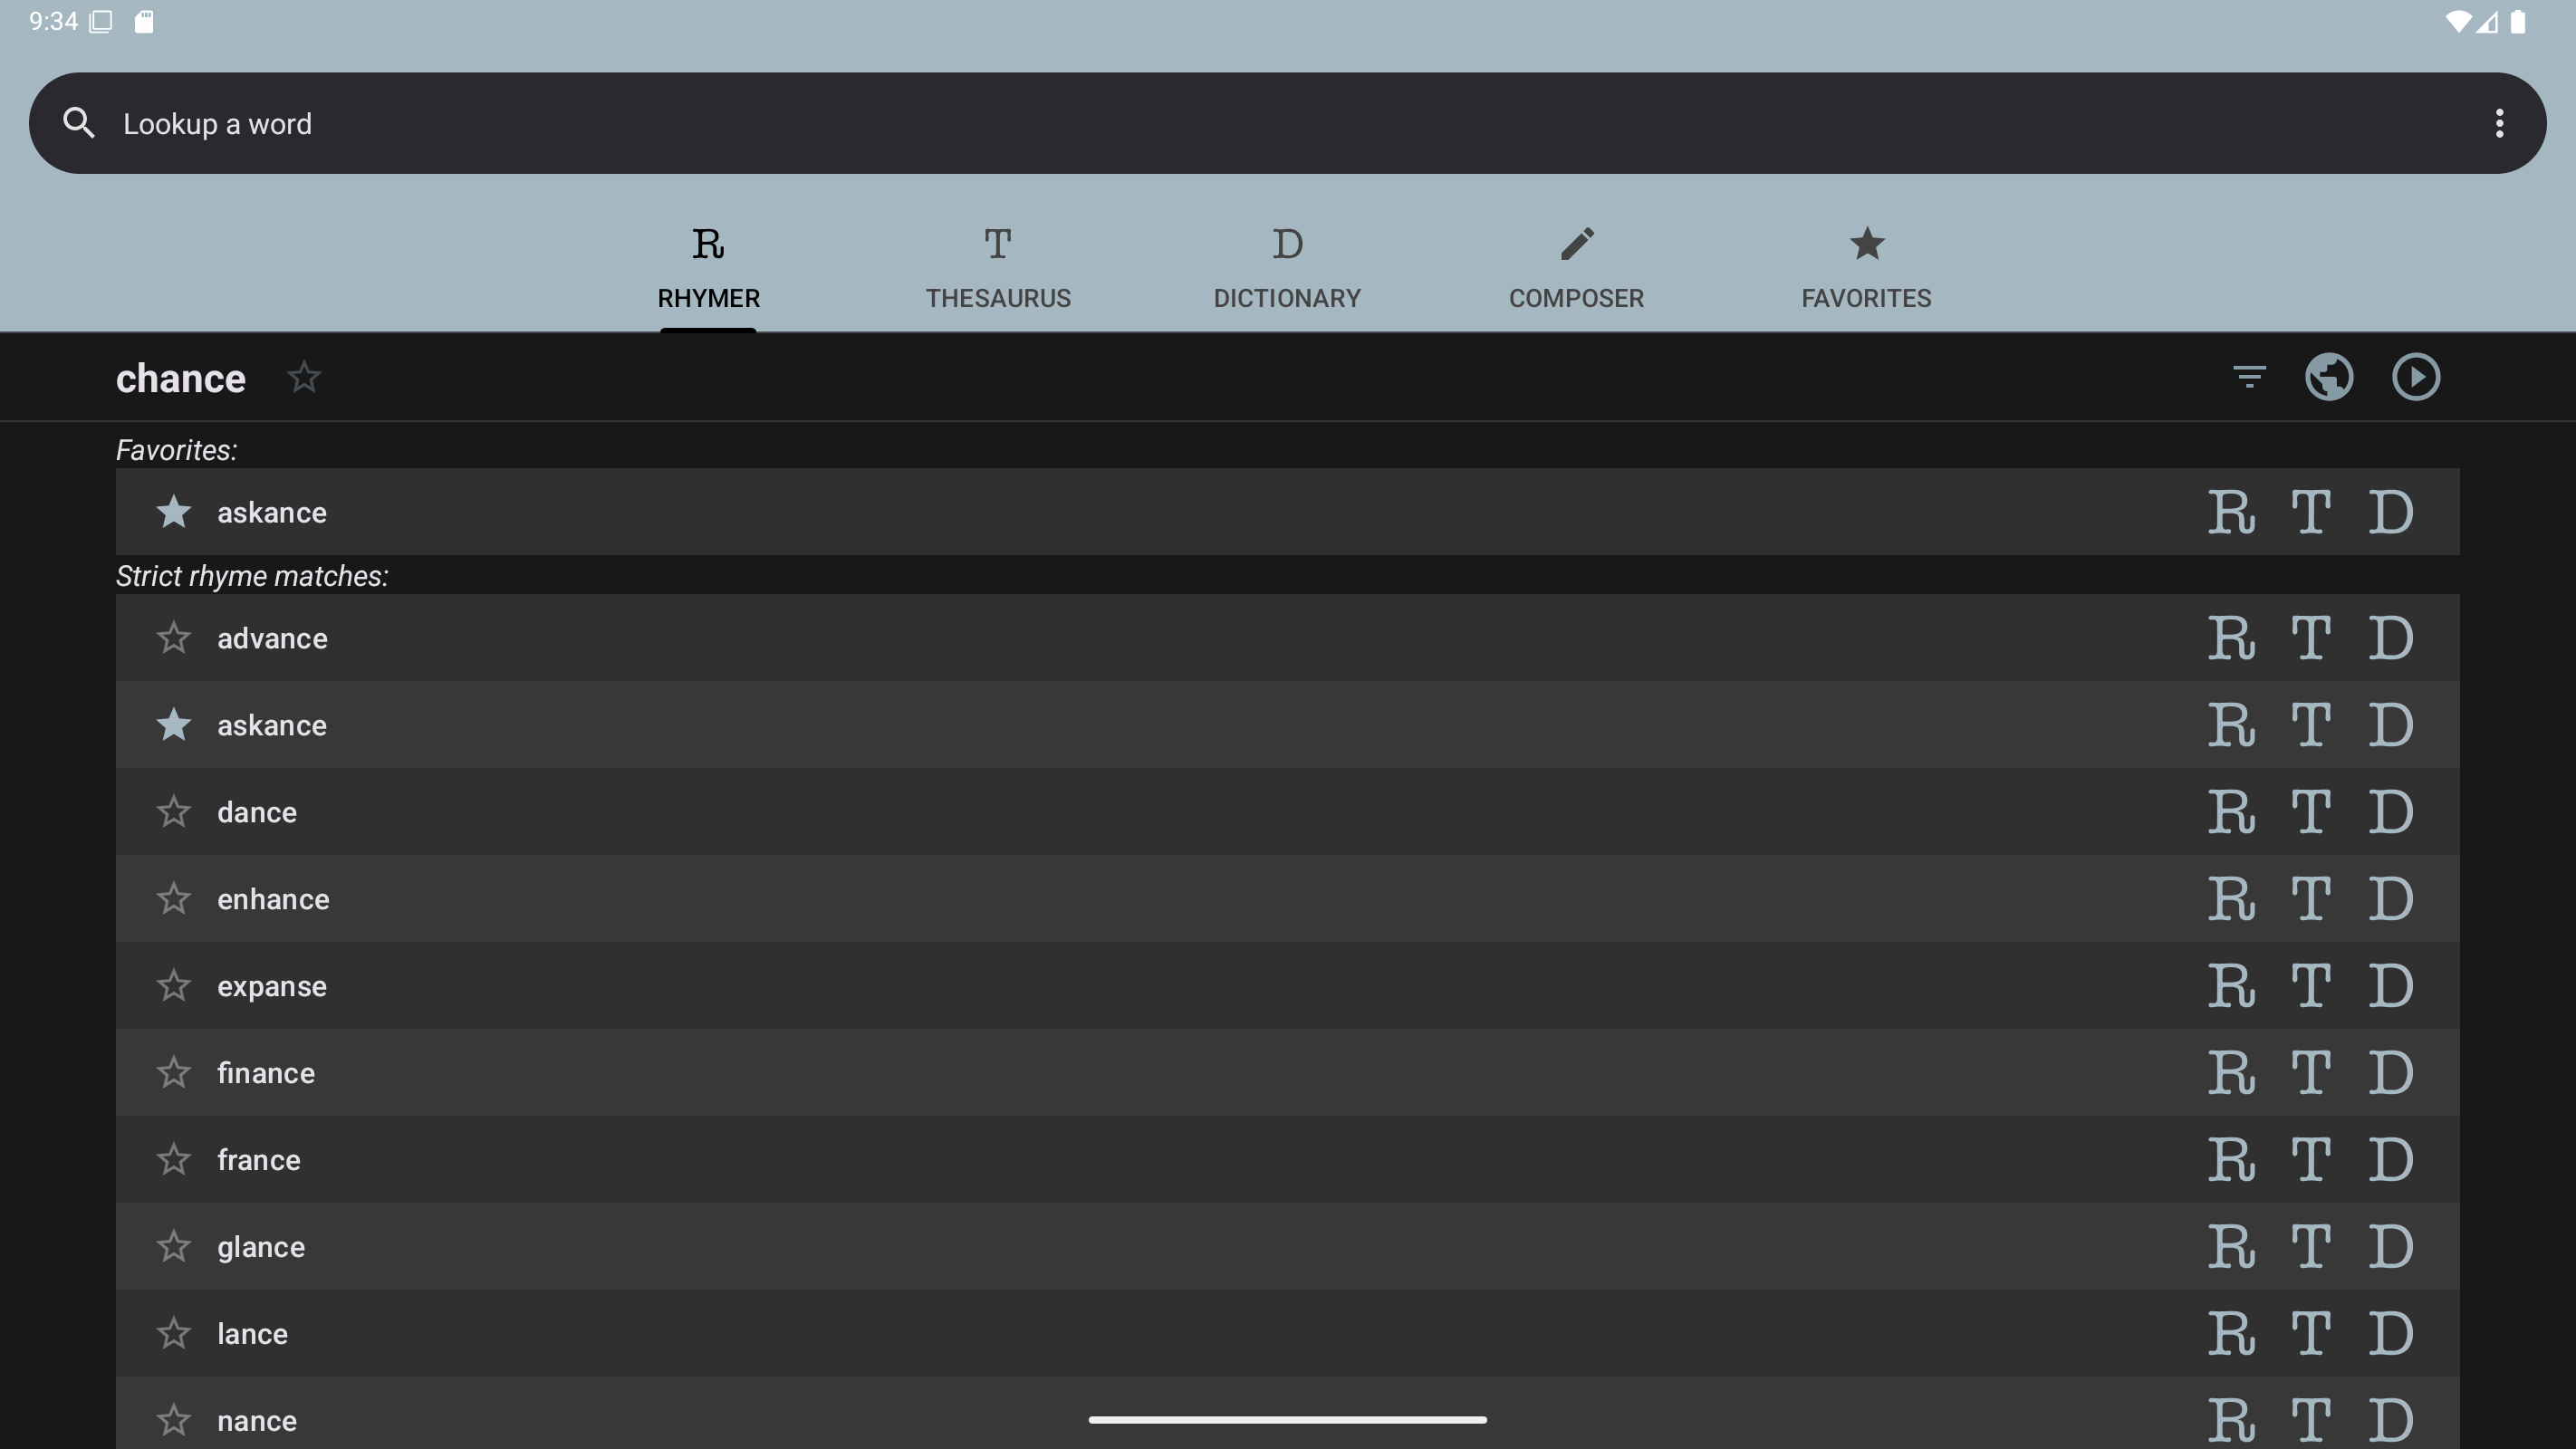 9:34
Lookup a word
R T D
RHYMER THESAURUS DICTIONARY COMPOSER FAVORITES
chance
Favorites:
askance R T D
Strict rhyme matches:
advance R T D
askance R T D
dance R T D
enhance R T D
expanse R T D
finance R T D
france R T D
glance R T D
lance R T D
nance R T D